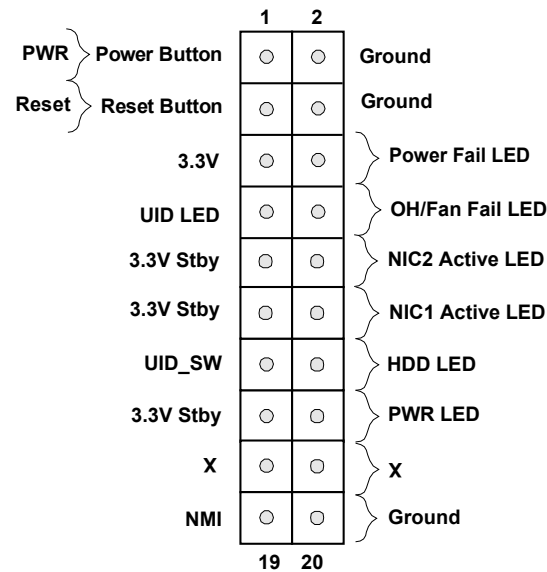 1 2
PWR Power Button Ground
Reset Reset Button Ground
3.3V Power Fail LED
UID LED OH/Fan Fail LED
3.3V Stby NIC2 Active LED
3.3V Stby NIC1 Active LED
UID_SW HDD LED
3.3V Stby PWR LED
X X
NMI Ground
19 20